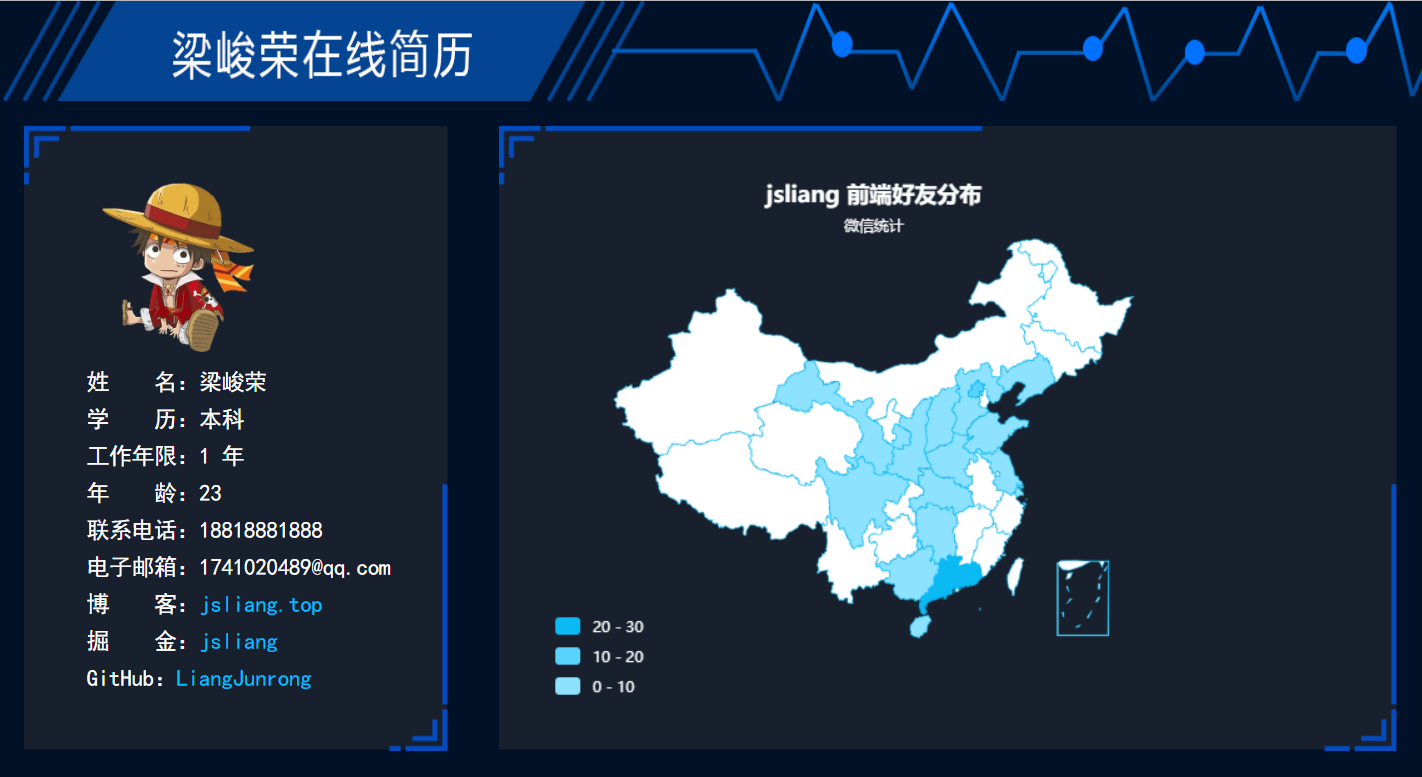 梁峻荣在线简历
姓 名：梁峻荣
学 历：本科
工作年限：1 年
年 龄：23
联系电话：18818881888
电子邮箱：1741020489@qq.com
博 客：jsliang.top
掘 金：jsliang
GitHub：LiangJunrong
jsliang 前端好友分布
微信统计
20 - 30
10 - 20
0 - 10